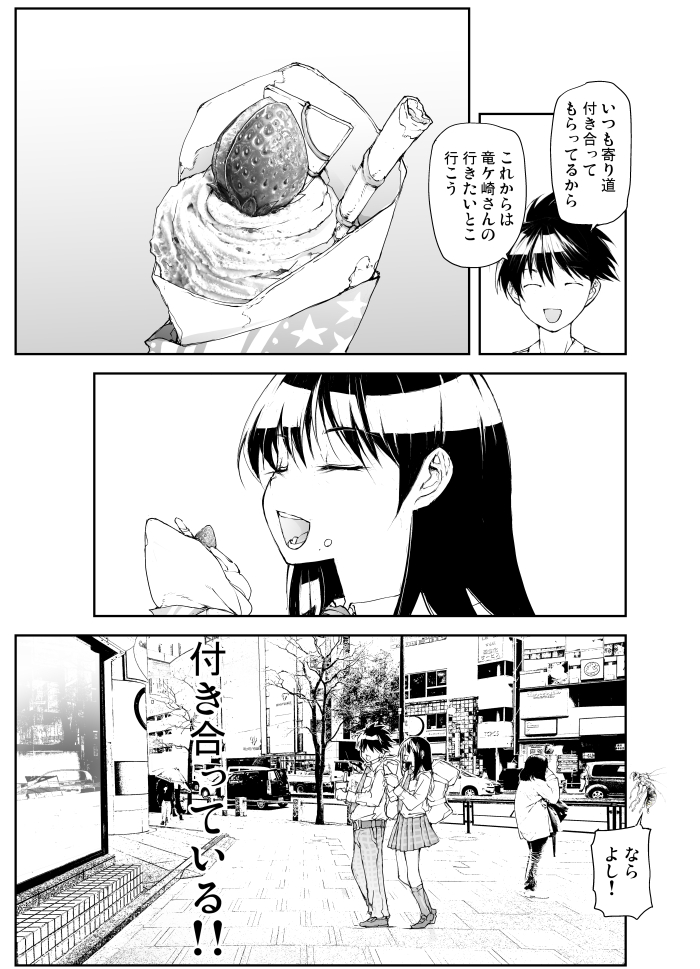 いつも寄り道
付き合って
もらってるから
これからは
竜ケ崎さんの
行きたいとこ
行こう
付き合っている!!
なら
よし!